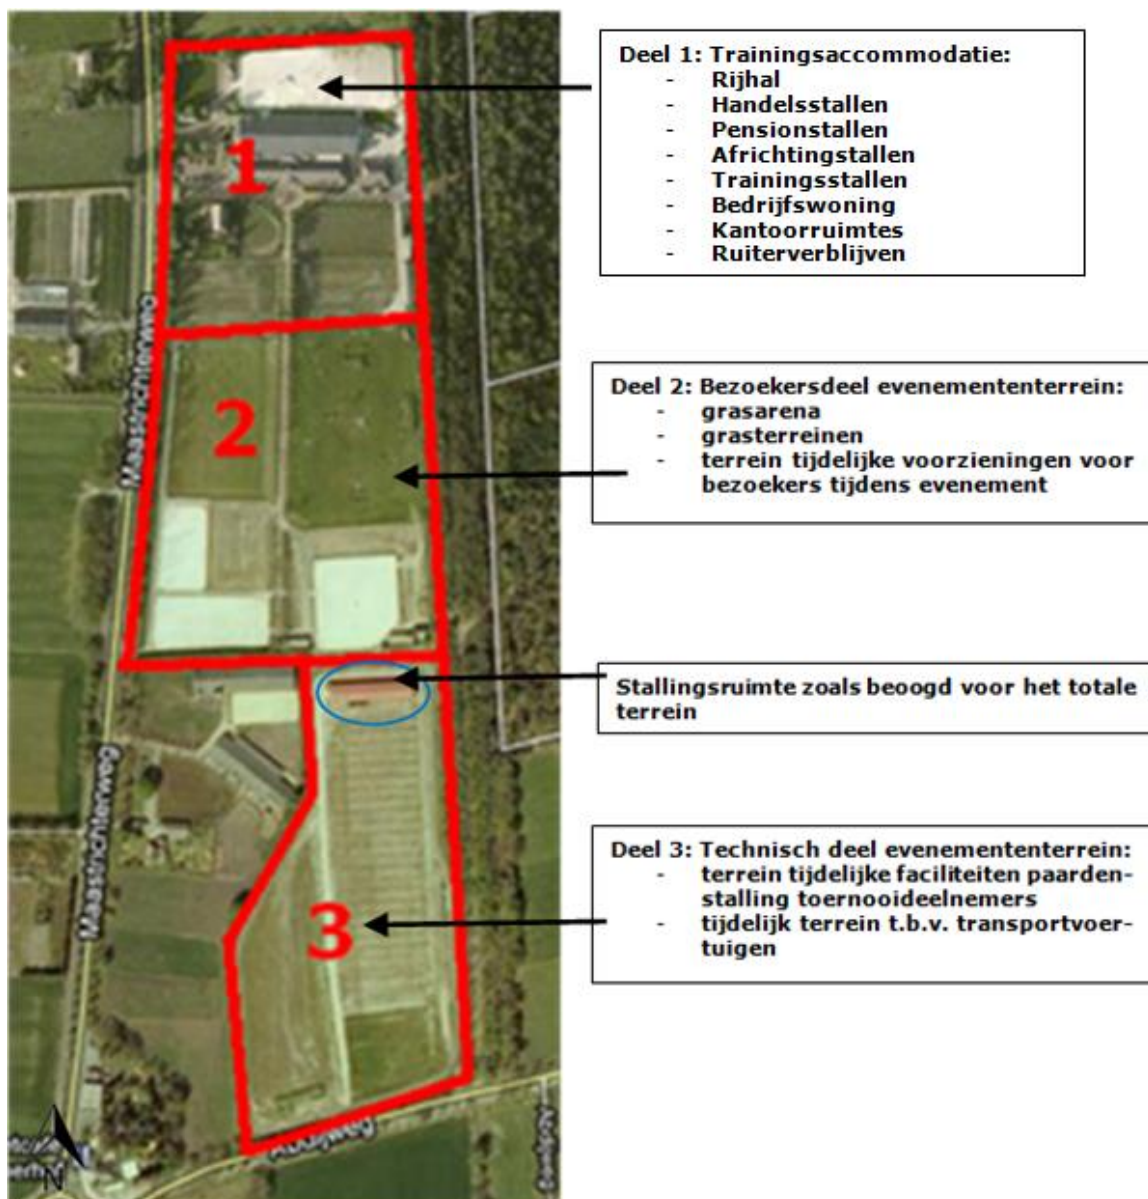 Deel 1: Trainingsaccommodatie:
- Rijhal
- Handelsstallen
- Pensionstallen
- Africhtingstallen
- Trainingsstallen
- Bedrijfswoning
- Kantoorruimtes
- Ruiterverblijven
1
Maastrichterweg
Deel 2: Bezoekersdeel evenemententerrein:
- grasarena
- grasterreinen
- terrein tijdelijke voorzieningen voor
bezoekers tijdens evenement
2
Stallingsruimte zoals beoogd voor het totale
terrein
Maastrichterweg
Deel 3: Technisch deel evenemententerrein:
- terrein tijdelijke faciliteiten paarden-
stalling toernooideelnemers
- tijdelijk terrein t.b.v. transportvoer-
tuigen
3
N